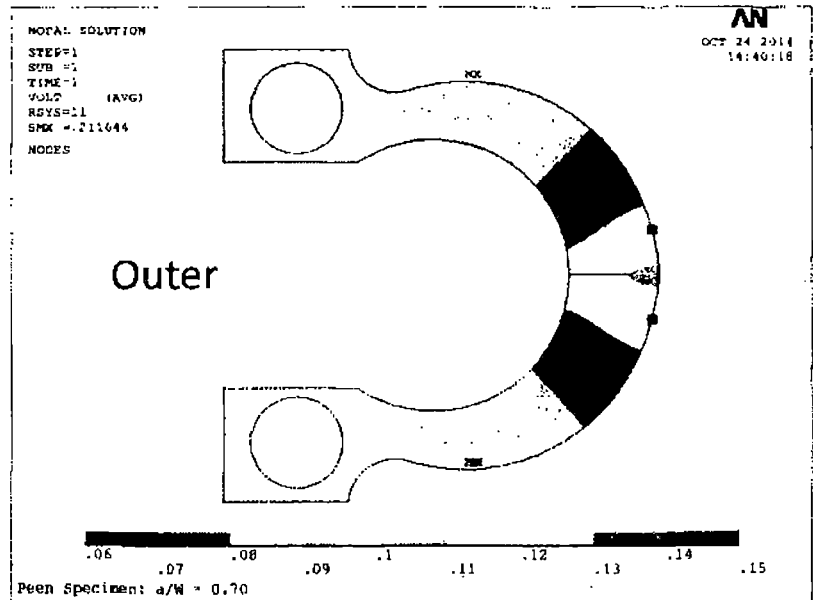 NODAL SOLUTION
STEP=1
SUB =1
TIME=1
VOLT (AVG)
RSYS=11
SMX =.211644
NODES
AN
OCT 24 2014
14:40:18
MX
Outer
MN
.06 .08 .1 .12 .14
.07 .09 .11 .13 .15
Peen Specimen: a/W = 0.70